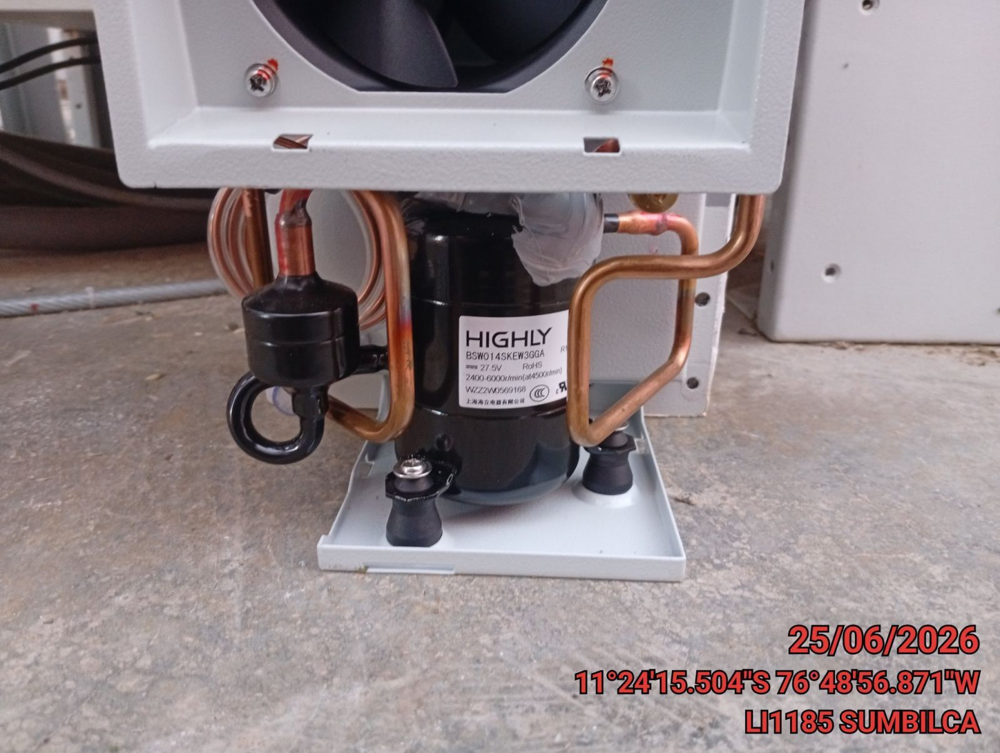 HIGHLY
BSW014SKEW3GGA
27.5V RoHS
2400-6000r/min(at4500r/min)
WZZ2W0569168
上海海立电器有限公司
25/06/2026
11°24'15.504"S 76°48'56.871"W
LI1185 SUMBILCA